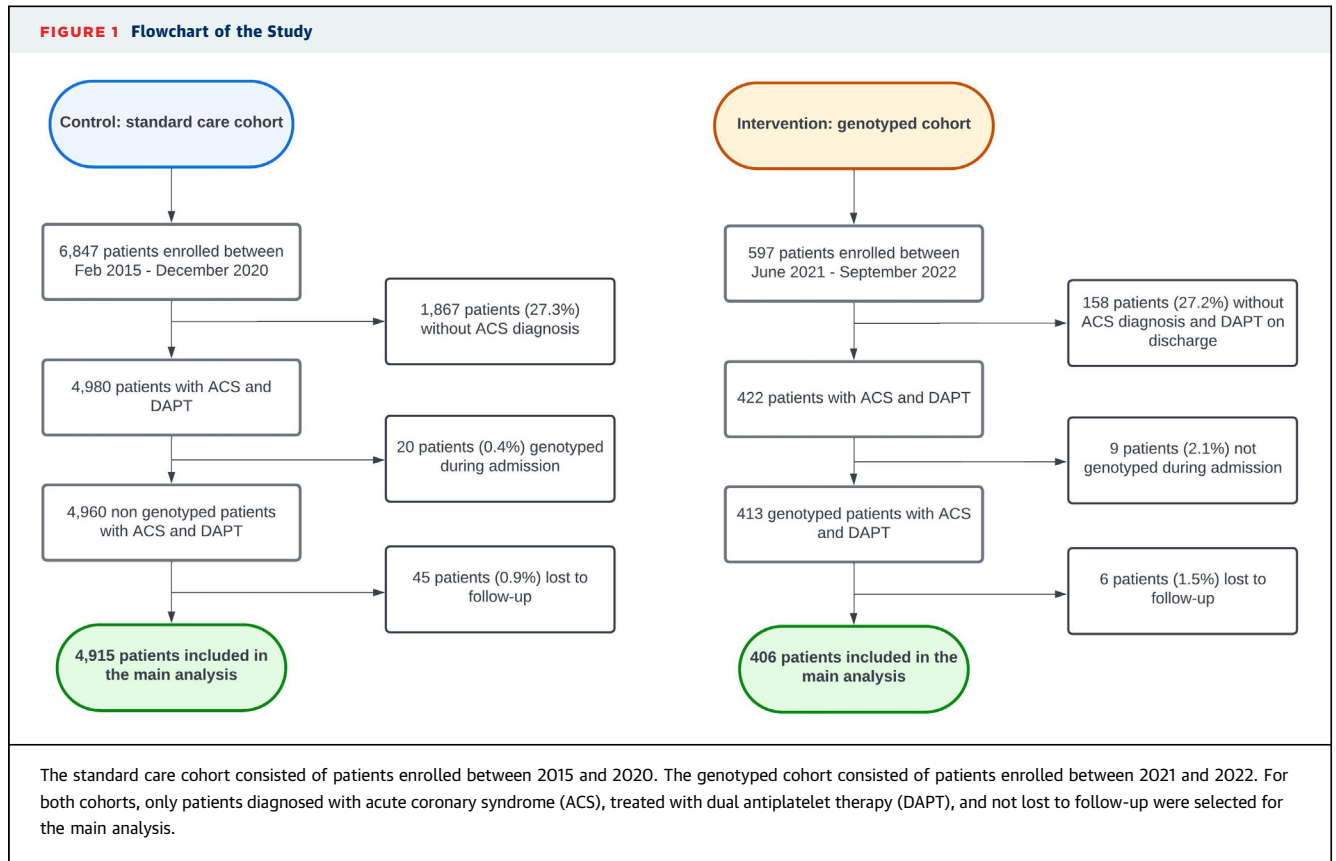 FIGURE 1 Flowchart of the Study
Control: standard care cohort
6,847 patients enrolled between
Feb 2015 - December 2020
1,867 patients (27.3%)
without ACS diagnosis
4,980 patients with ACS and
DAPT
20 patients (0.4%) genotyped
during admission
4,960 non genotyped patients
with ACS and DAPT
45 patients (0.9%) lost to
follow-up
4,915 patients included in
the main analysis
Intervention: genotyped cohort
597 patients enrolled between
June 2021 - September 2022
158 patients (27.2%) without
ACS diagnosis and DAPT on
discharge
422 patients with ACS and DAPT
9 patients (2.1%) not
genotyped during admission
413 genotyped patients with ACS
and DAPT
6 patients (1.5%) lost to
follow-up
406 patients included in the
main analysis
The standard care cohort consisted of patients enrolled between 2015 and 2020. The genotyped cohort consisted of patients enrolled between 2021 and 2022. For
both cohorts, only patients diagnosed with acute coronary syndrome (ACS), treated with dual antiplatelet therapy (DAPT), and not lost to follow-up were selected for
the main analysis.